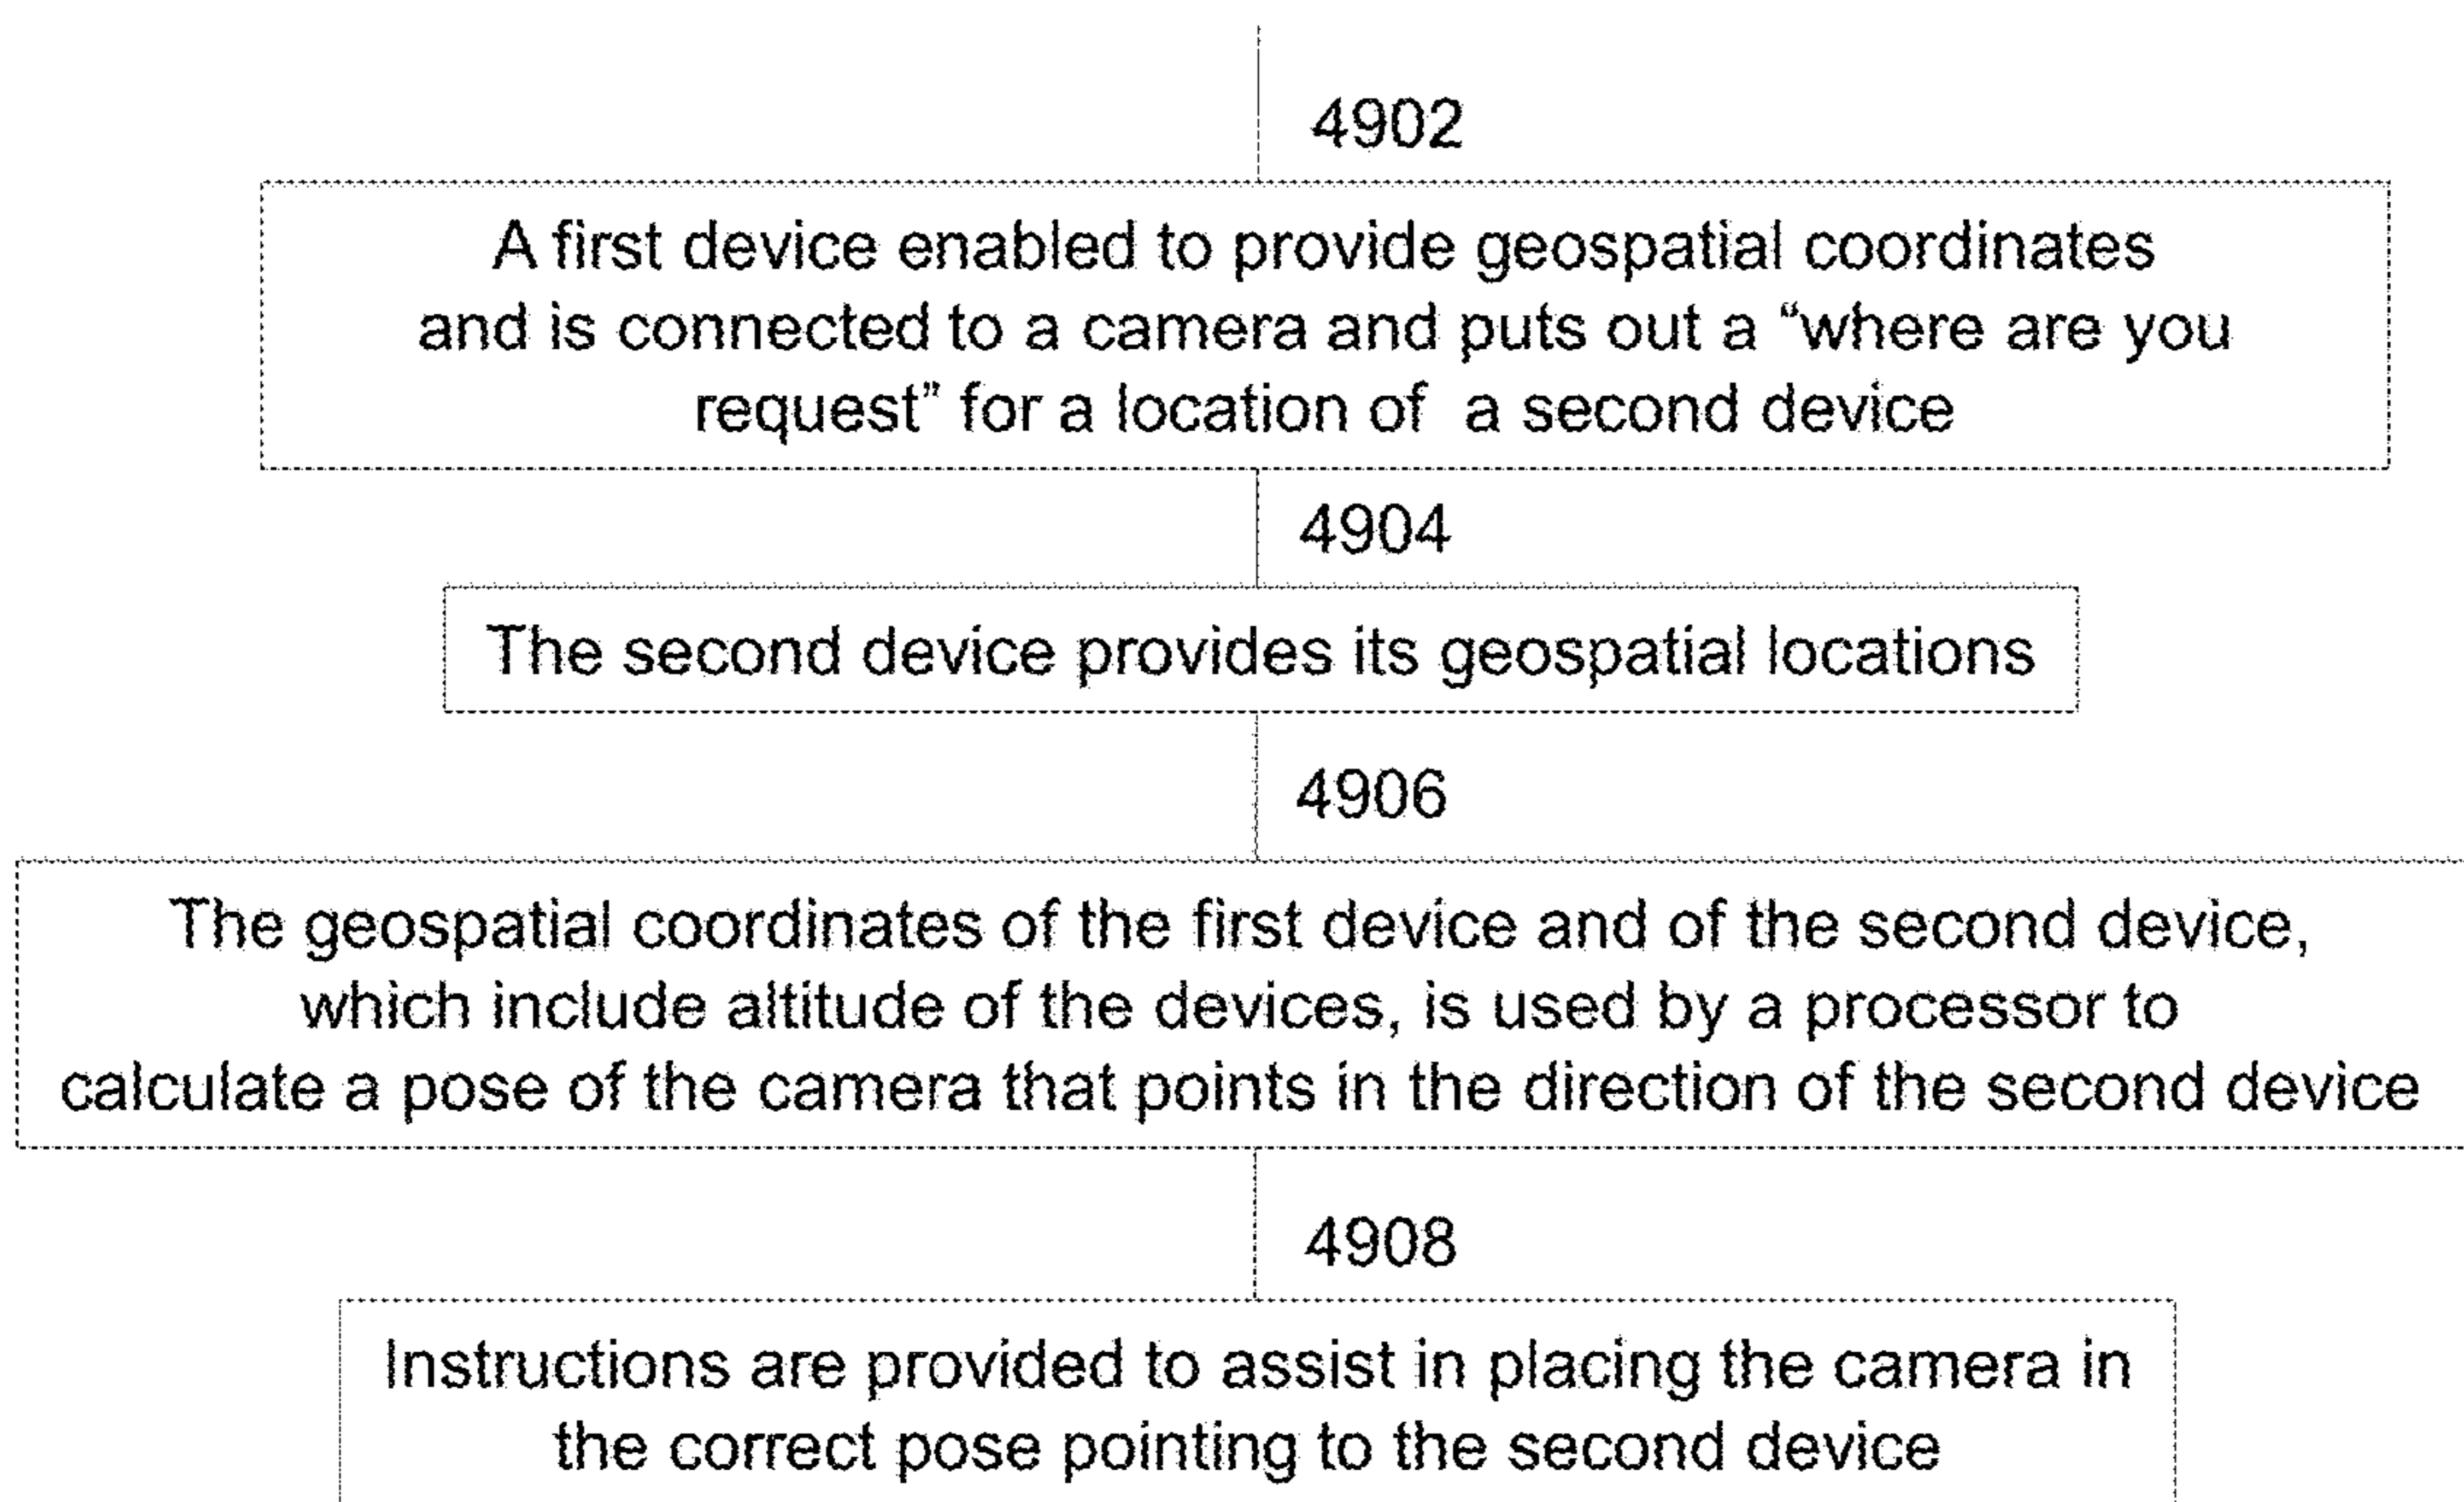 4902
A first device enabled to provide geospatial coordinates
and is connected to a camera and puts out a “where are you
request” for a location of a second device
4904
The second device provides its geospatial locations
4906
The geospatial coordinates of the first device and of the second device,
which include altitude of the devices, is used by a processor to
calculate a pose of the camera that points in the direction of the second device
4908
Instructions are provided to assist in placing the camera in
the correct pose pointing to the second device